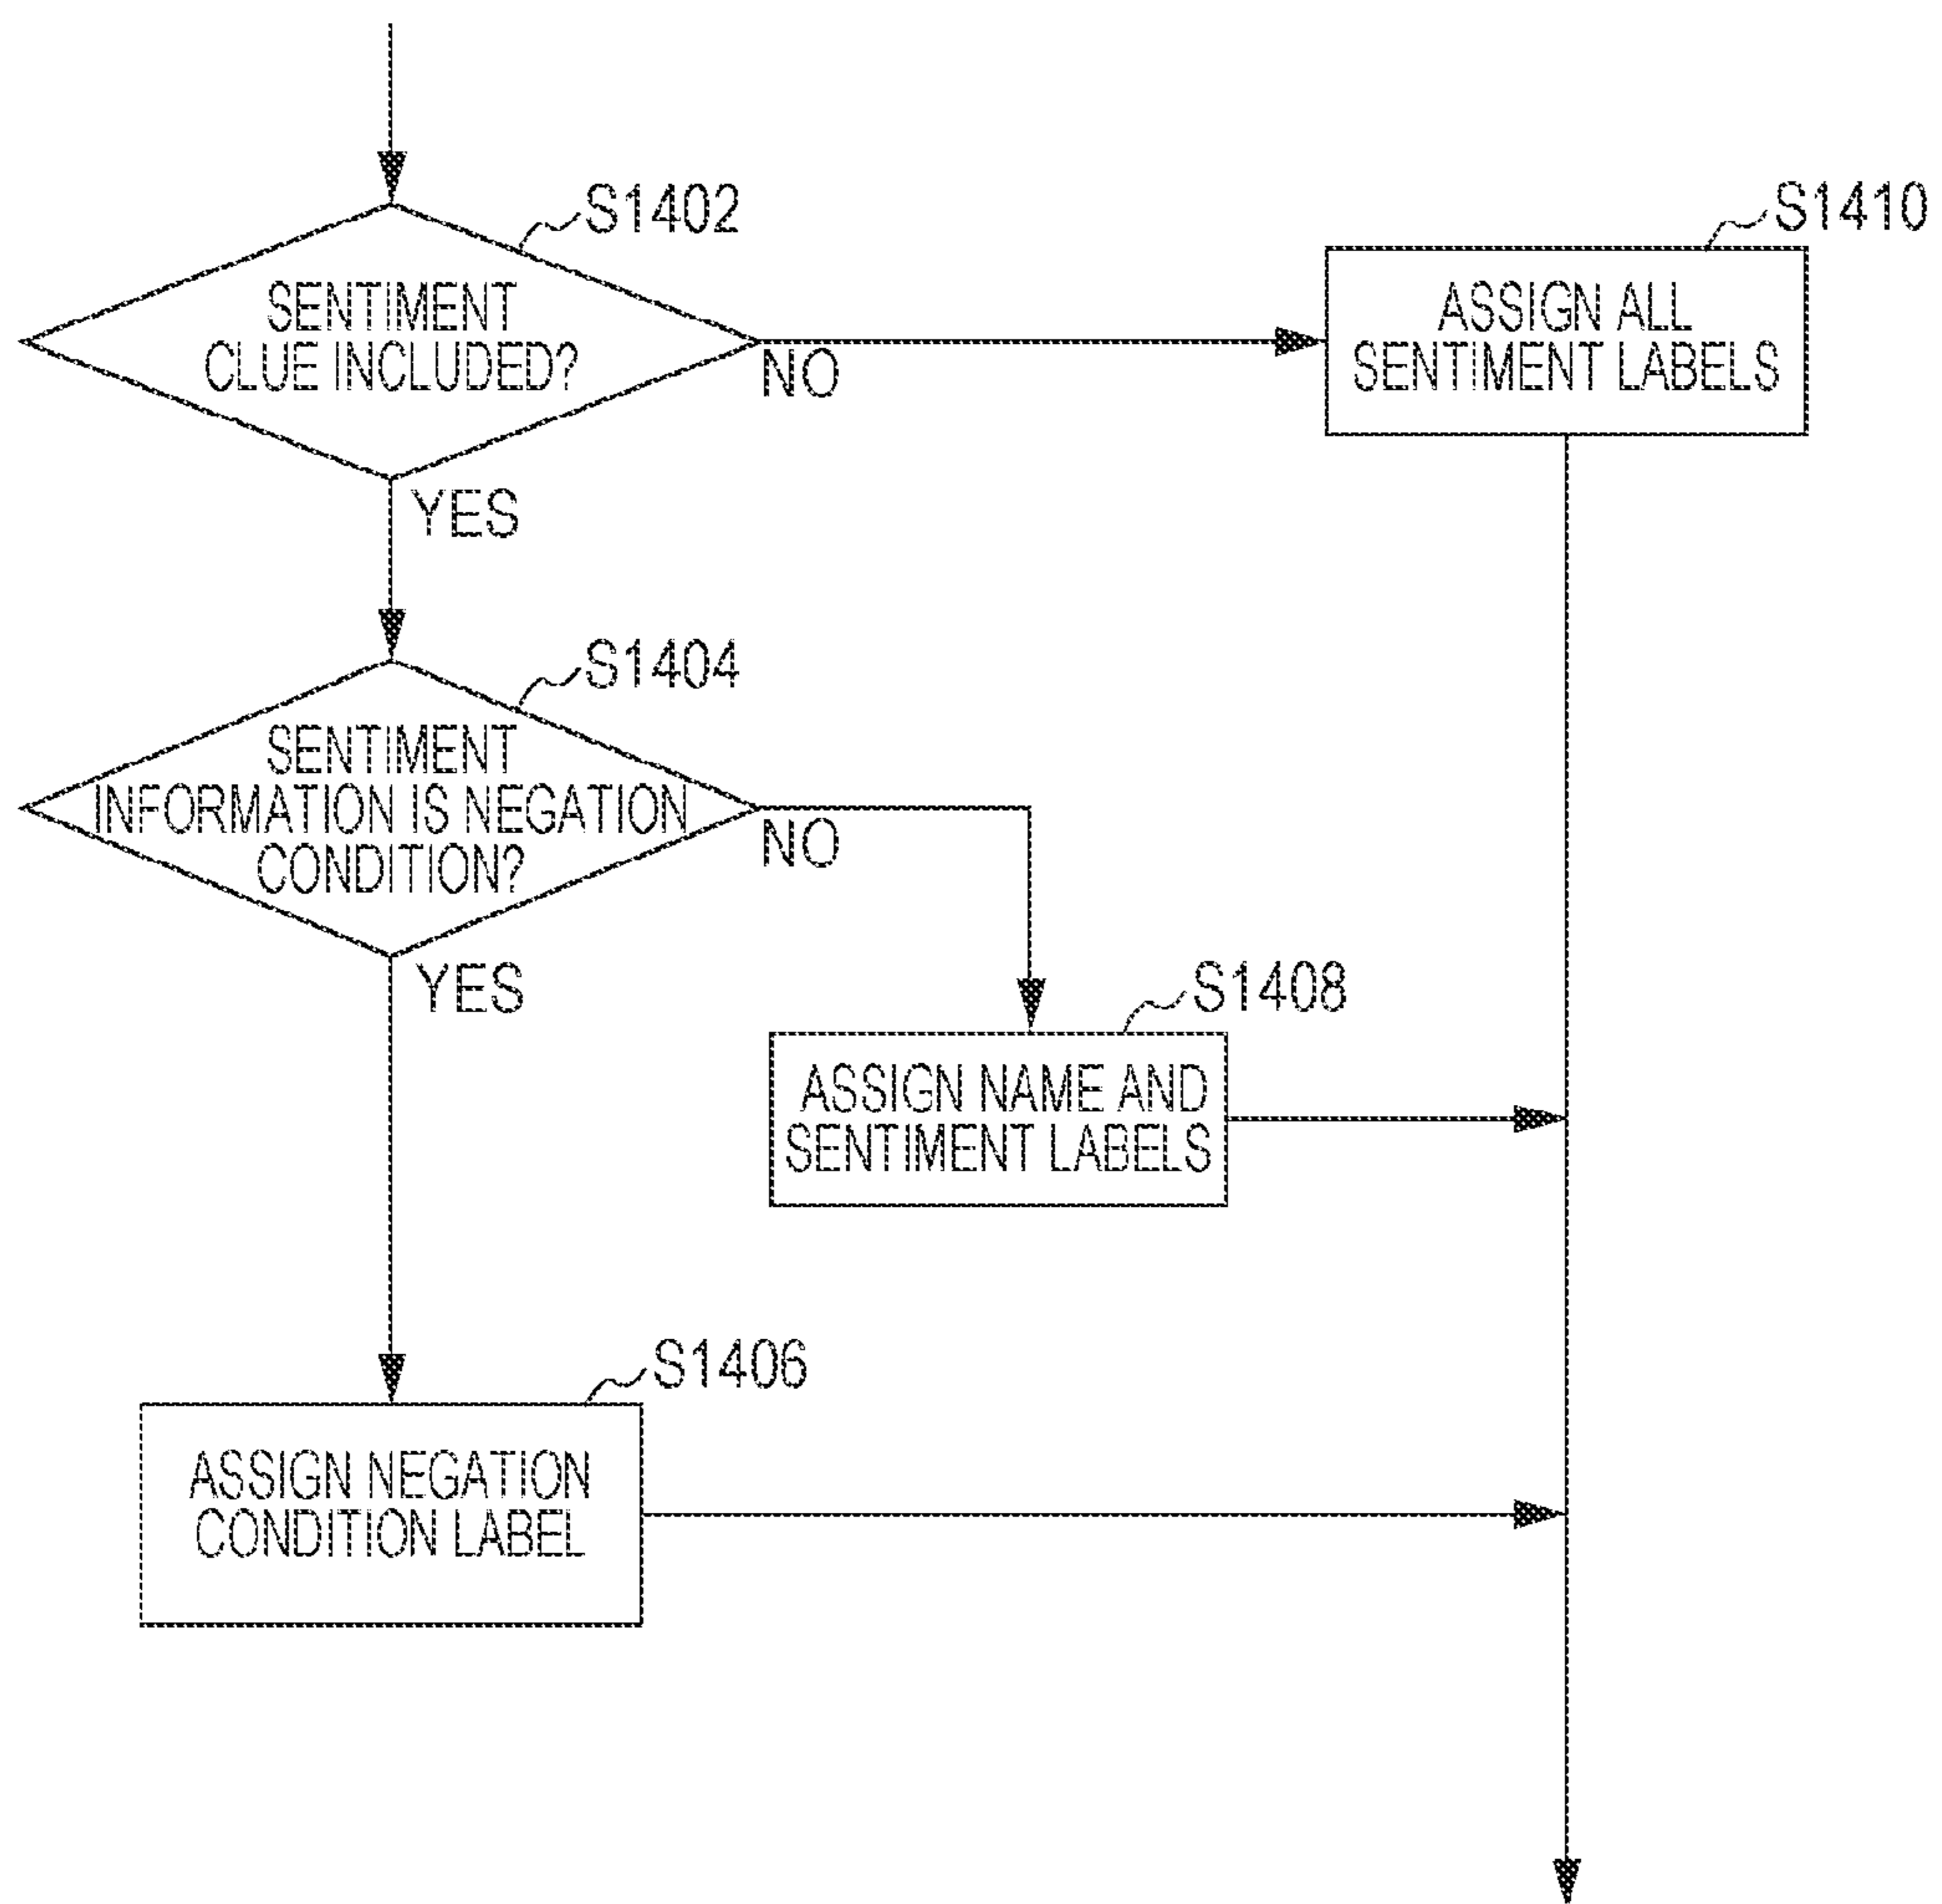 S1402
SENTIMENT
CLUE INCLUDED?
NO
YES
S1410
ASSIGN ALL
SENTIMENT LABELS
S1404
SENTIMENT
INFORMATION IS NEGATION
CONDITION?
NO
YES
S1408
ASSIGN NAME AND
SENTIMENT LABELS
S1406
ASSIGN NEGATION
CONDITION LABEL